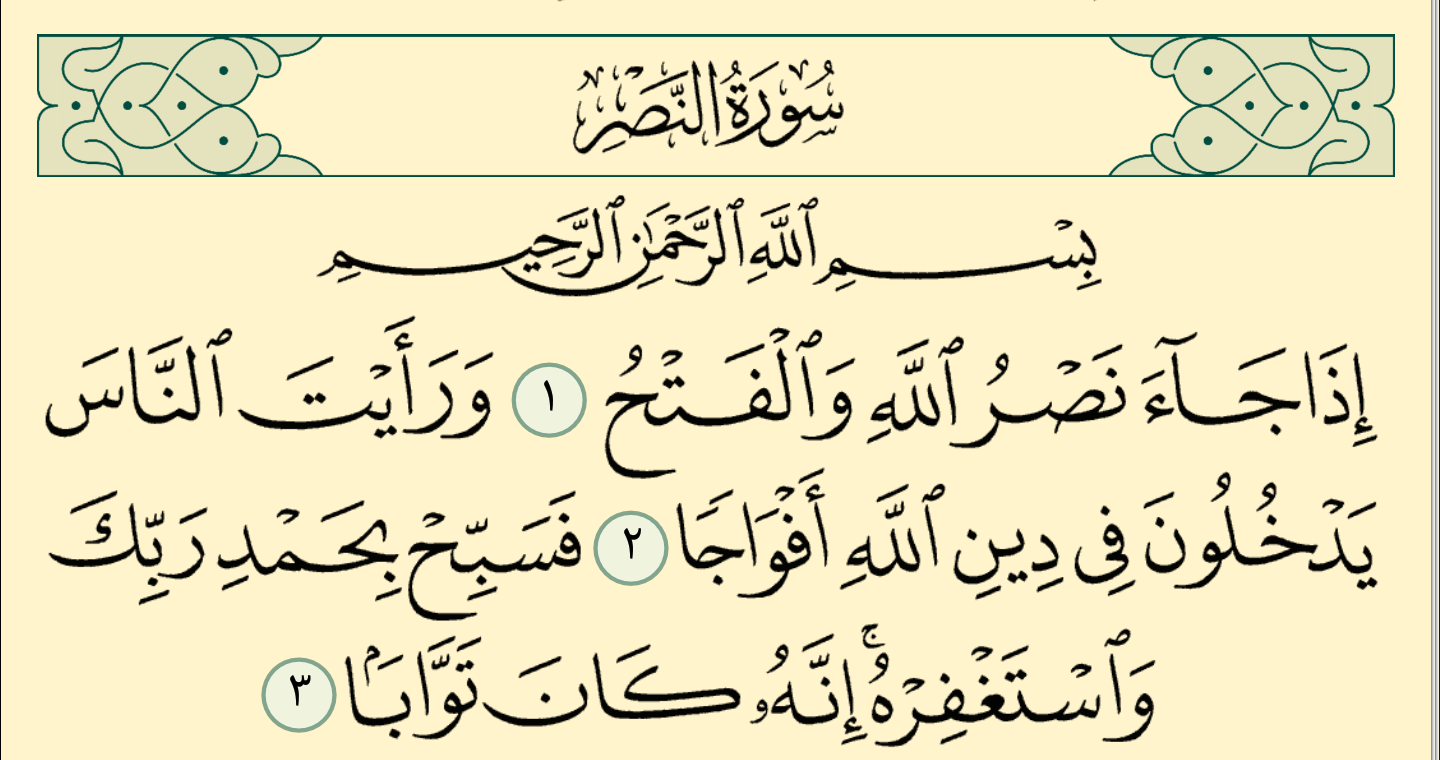 سُورَةُ النَّصْرِ
بِسْمِ ٱللَّهِ ٱلرَّحْمَٰنِ ٱلرَّحِيمِ
إِذَا جَآءَ نَصْرُ ٱللَّهِ وَٱلْفَتْحُ ١ وَرَأَيْتَ ٱلنَّاسَ
يَدْخُلُونَ فِى دِينِ ٱللَّهِ أَفْوَاجًا ٢ فَسَبِّحْ بِحَمْدِ رَبِّكَ
وَٱسْتَغْفِرْهُ ۚ إِنَّهُۥ كَانَ تَوَّابَۢا ٣